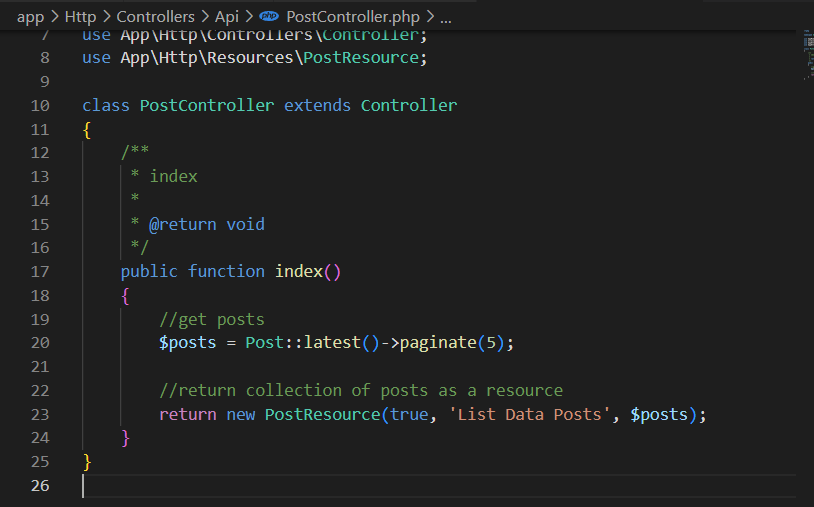 app > Http > Controllers > Api > PostController.php > ...
7 use App\Http\Controllers\Controller;
8 use App\Http\Resources\PostResource;
9
10 class PostController extends Controller
11 {
12     /**
13      * index
14      *
15      * @return void
16      */
17     public function index()
18     {
19         //get posts
20         $posts = Post::latest()->paginate(5);
21
22         //return collection of posts as a resource
23         return new PostResource(true, 'List Data Posts', $posts);
24     }
25 }
26